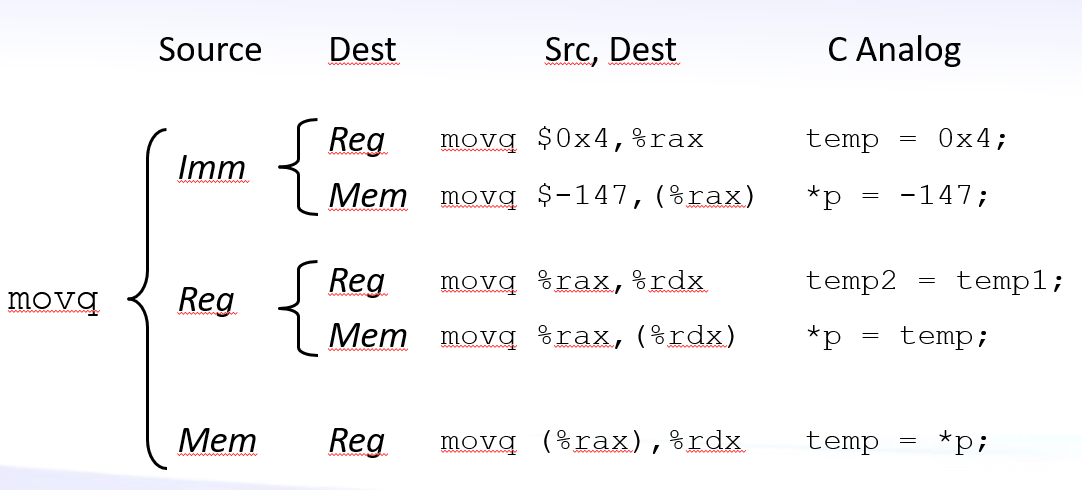 Source Dest Src, Dest C Analog
Imm Reg movq $0x4,%rax temp = 0x4;
Mem movq $-147,(%rax) *p = -147;
movq Reg Reg movq %rax,%rdx temp2 = temp1;
Mem movq %rax,(%rdx) *p = temp;
Mem Reg movq (%rax),%rdx temp = *p;